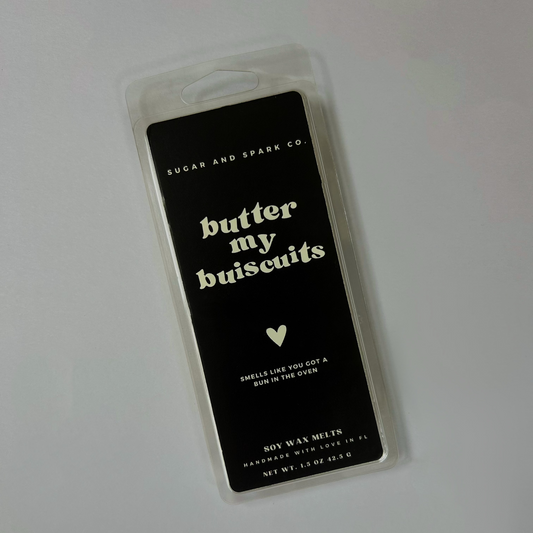 SUGAR AND SPARK CO.
butter
my
buiscuits
SMELLS LIKE YOU GOT A
BUN IN THE OVEN
SOY WAX MELTS
HANDMADE WITH LOVE IN FL
NET WT. 1.5 OZ 42.5 G